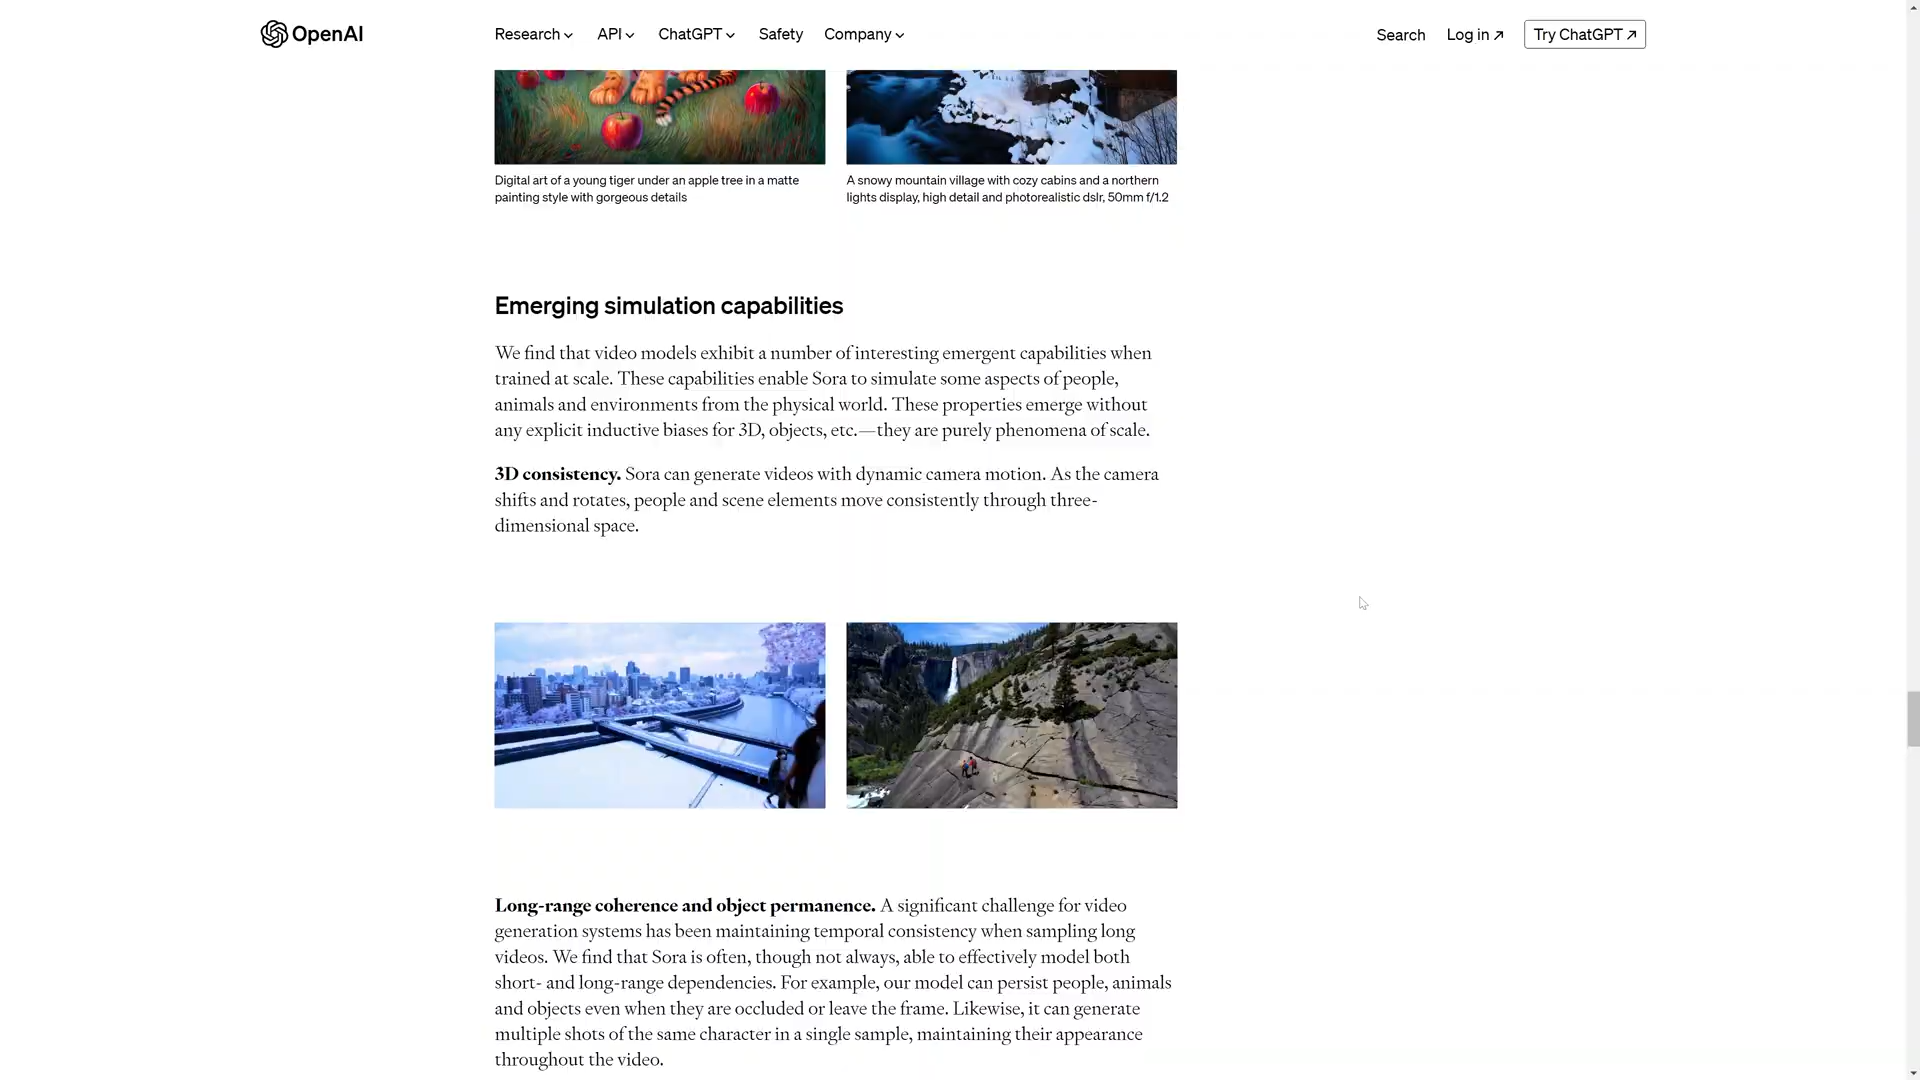 OpenAI
Research
API
ChatGPT
Safety
Company
Search
Log in ↗
Try ChatGPT ↗
Digital art of a young tiger under an apple tree in a matte
painting style with gorgeous details
A snowy mountain village with cozy cabins and a northern
lights display, high detail and photorealistic dslr, 50mm f/1.2
Emerging simulation capabilities
We find that video models exhibit a number of interesting emergent capabilities when
trained at scale. These capabilities enable Sora to simulate some aspects of people,
animals and environments from the physical world. These properties emerge without
any explicit inductive biases for 3D, objects, etc.—they are purely phenomena of scale.
3D consistency. Sora can generate videos with dynamic camera motion. As the camera
shifts and rotates, people and scene elements move consistently through three-
dimensional space.
Long-range coherence and object permanence. A significant challenge for video
generation systems has been maintaining temporal consistency when sampling long
videos. We find that Sora is often, though not always, able to effectively model both
short- and long-range dependencies. For example, our model can persist people, animals
and objects even when they are occluded or leave the frame. Likewise, it can generate
multiple shots of the same character in a single sample, maintaining their appearance
throughout the video.